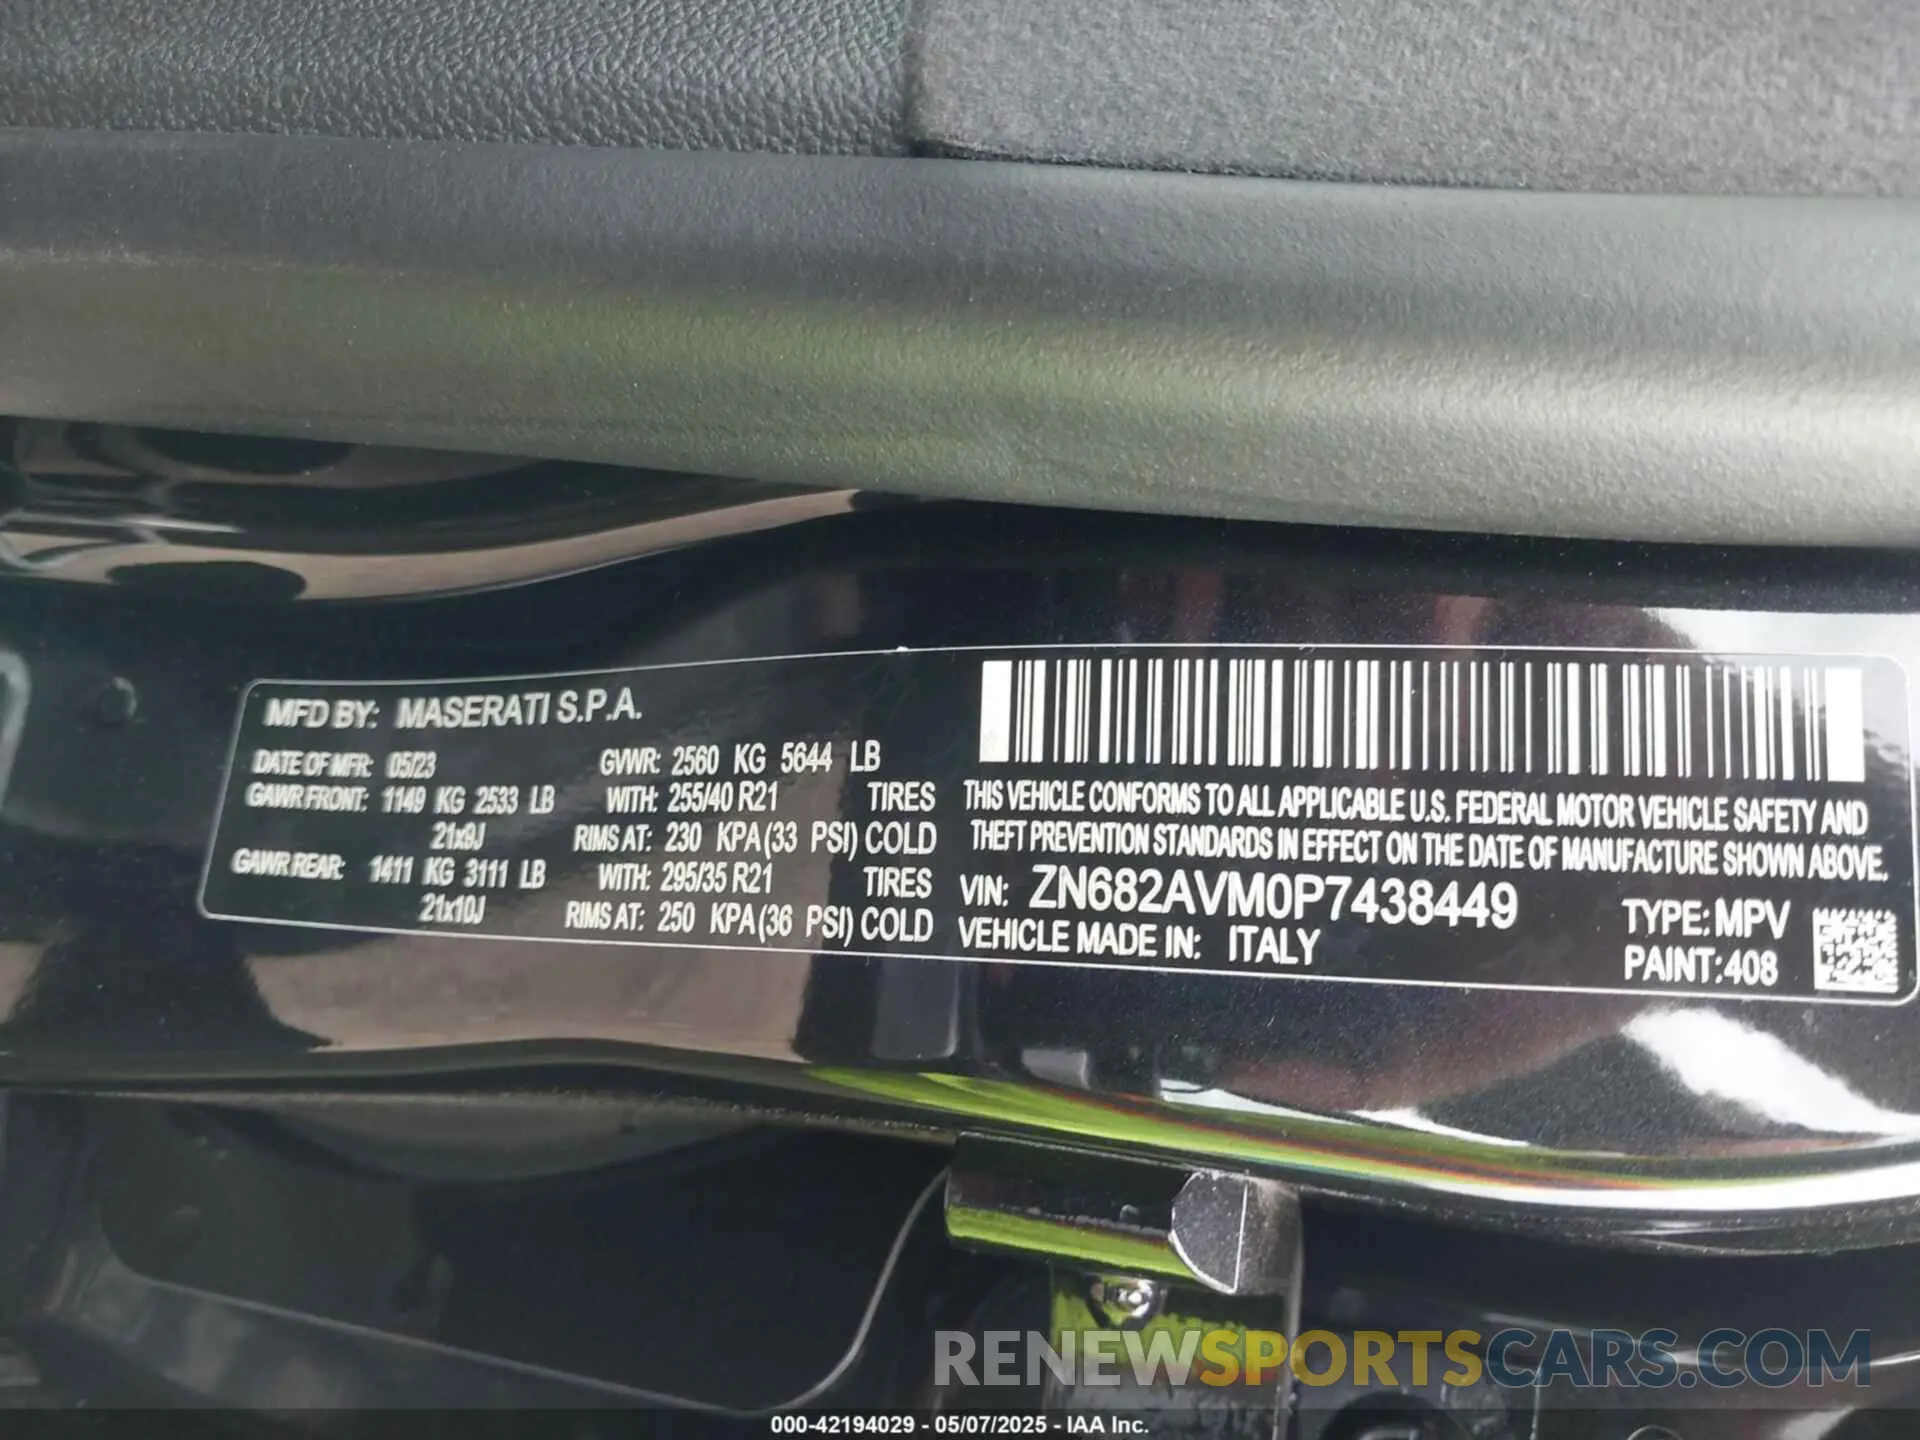 MFD BY: MASERATI S.P.A.
DATE OF MFR: 05/23 GVWR: 2560 KG 5644 LB
GAWR FRONT: 1149 KG 2533 LB WITH: 255/40 R21 TIRES
21x9J RIMS AT: 230 KPA (33 PSI) COLD
GAWR REAR: 1411 KG 3111 LB WITH: 295/35 R21 TIRES
21x10J RIMS AT: 250 KPA (36 PSI) COLD
THIS VEHICLE CONFORMS TO ALL APPLICABLE U.S. FEDERAL MOTOR VEHICLE SAFETY AND
THEFT PREVENTION STANDARDS IN EFFECT ON THE DATE OF MANUFACTURE SHOWN ABOVE.
VIN: ZN682AVM0P7438449
VEHICLE MADE IN: ITALY
TYPE: MPV
PAINT: 408
RENEWSPORTSCARS.COM
000-42194029 - 05/07/2025 - IAA Inc.